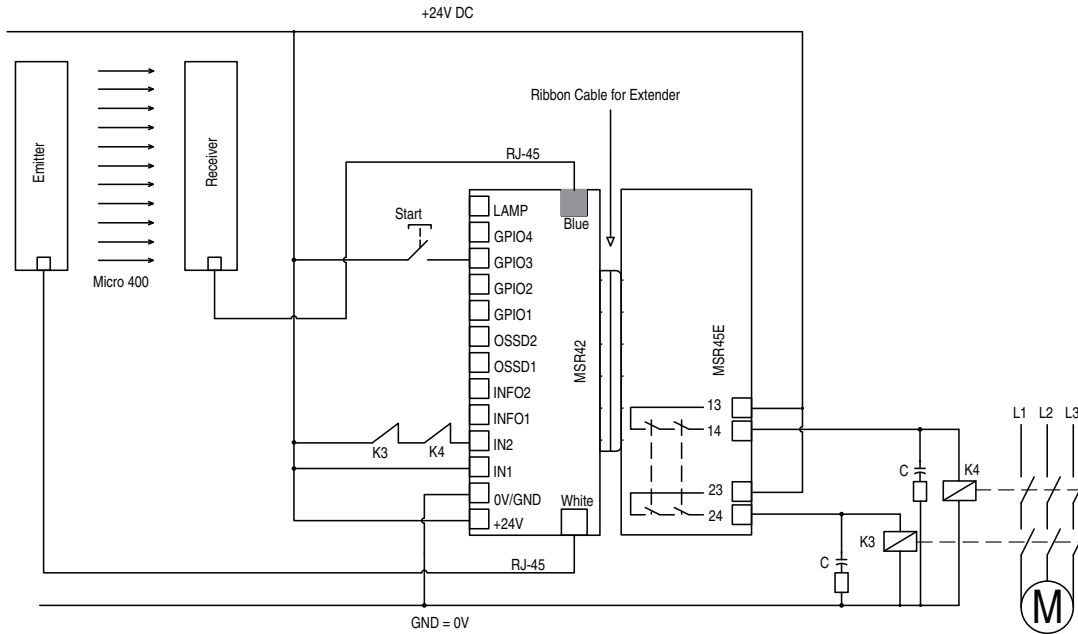 +24V DC
Ribbon Cable for Extender
Emitter
Receiver
Micro 400
RJ-45
Start
Blue
LAMP
GPIO4
GPIO3
GPIO2
GPIO1
OSSD2
OSSD1
INFO2
INFO1
IN2
IN1
0V/GND
+24V
White
MSR42
MSR45E
K3
K4
13
14
23
24
C
K4
C
K3
L1
L2
L3
M
RJ-45
GND = 0V